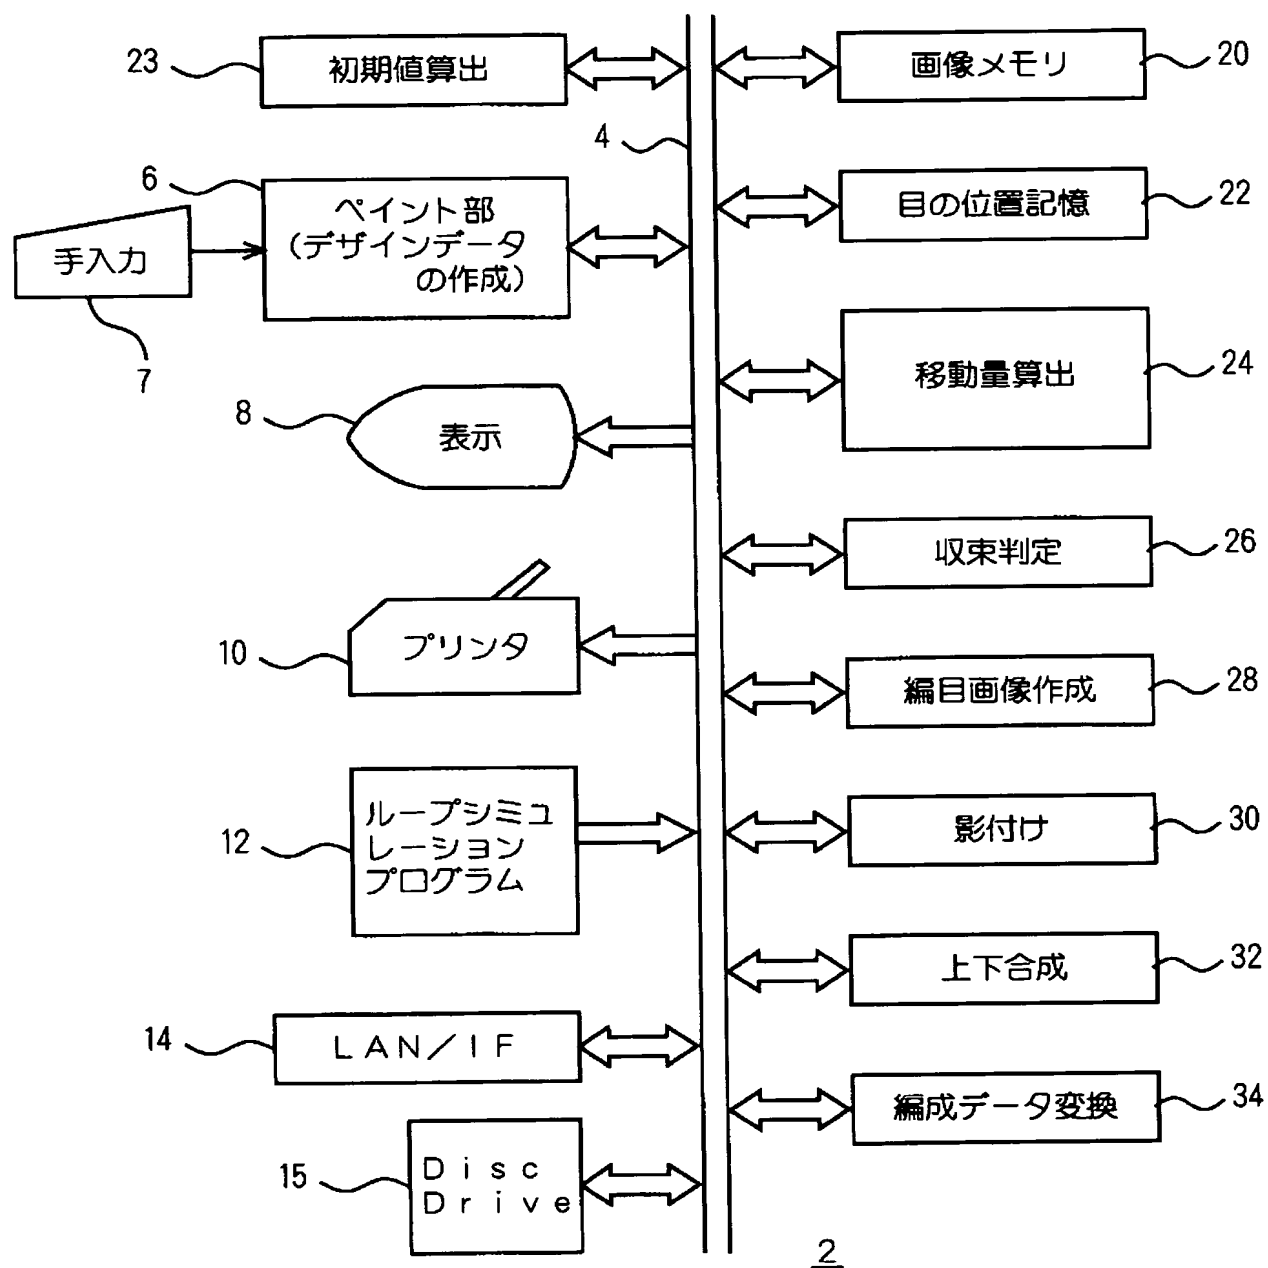 23
初期値算出
画像メモリ
20
4
6
ペイント部
(デザインデータ
の作成)
手入力
7
目の位置記憶
22
移動量算出
24
8
表示
収束判定
26
10
プリンタ
編目画像作成
28
12
ループシミュ
レーション
プログラム
影付け
30
上下合成
32
14
LAN/IF
編成データ変換
34
15
Disc
Drive
2